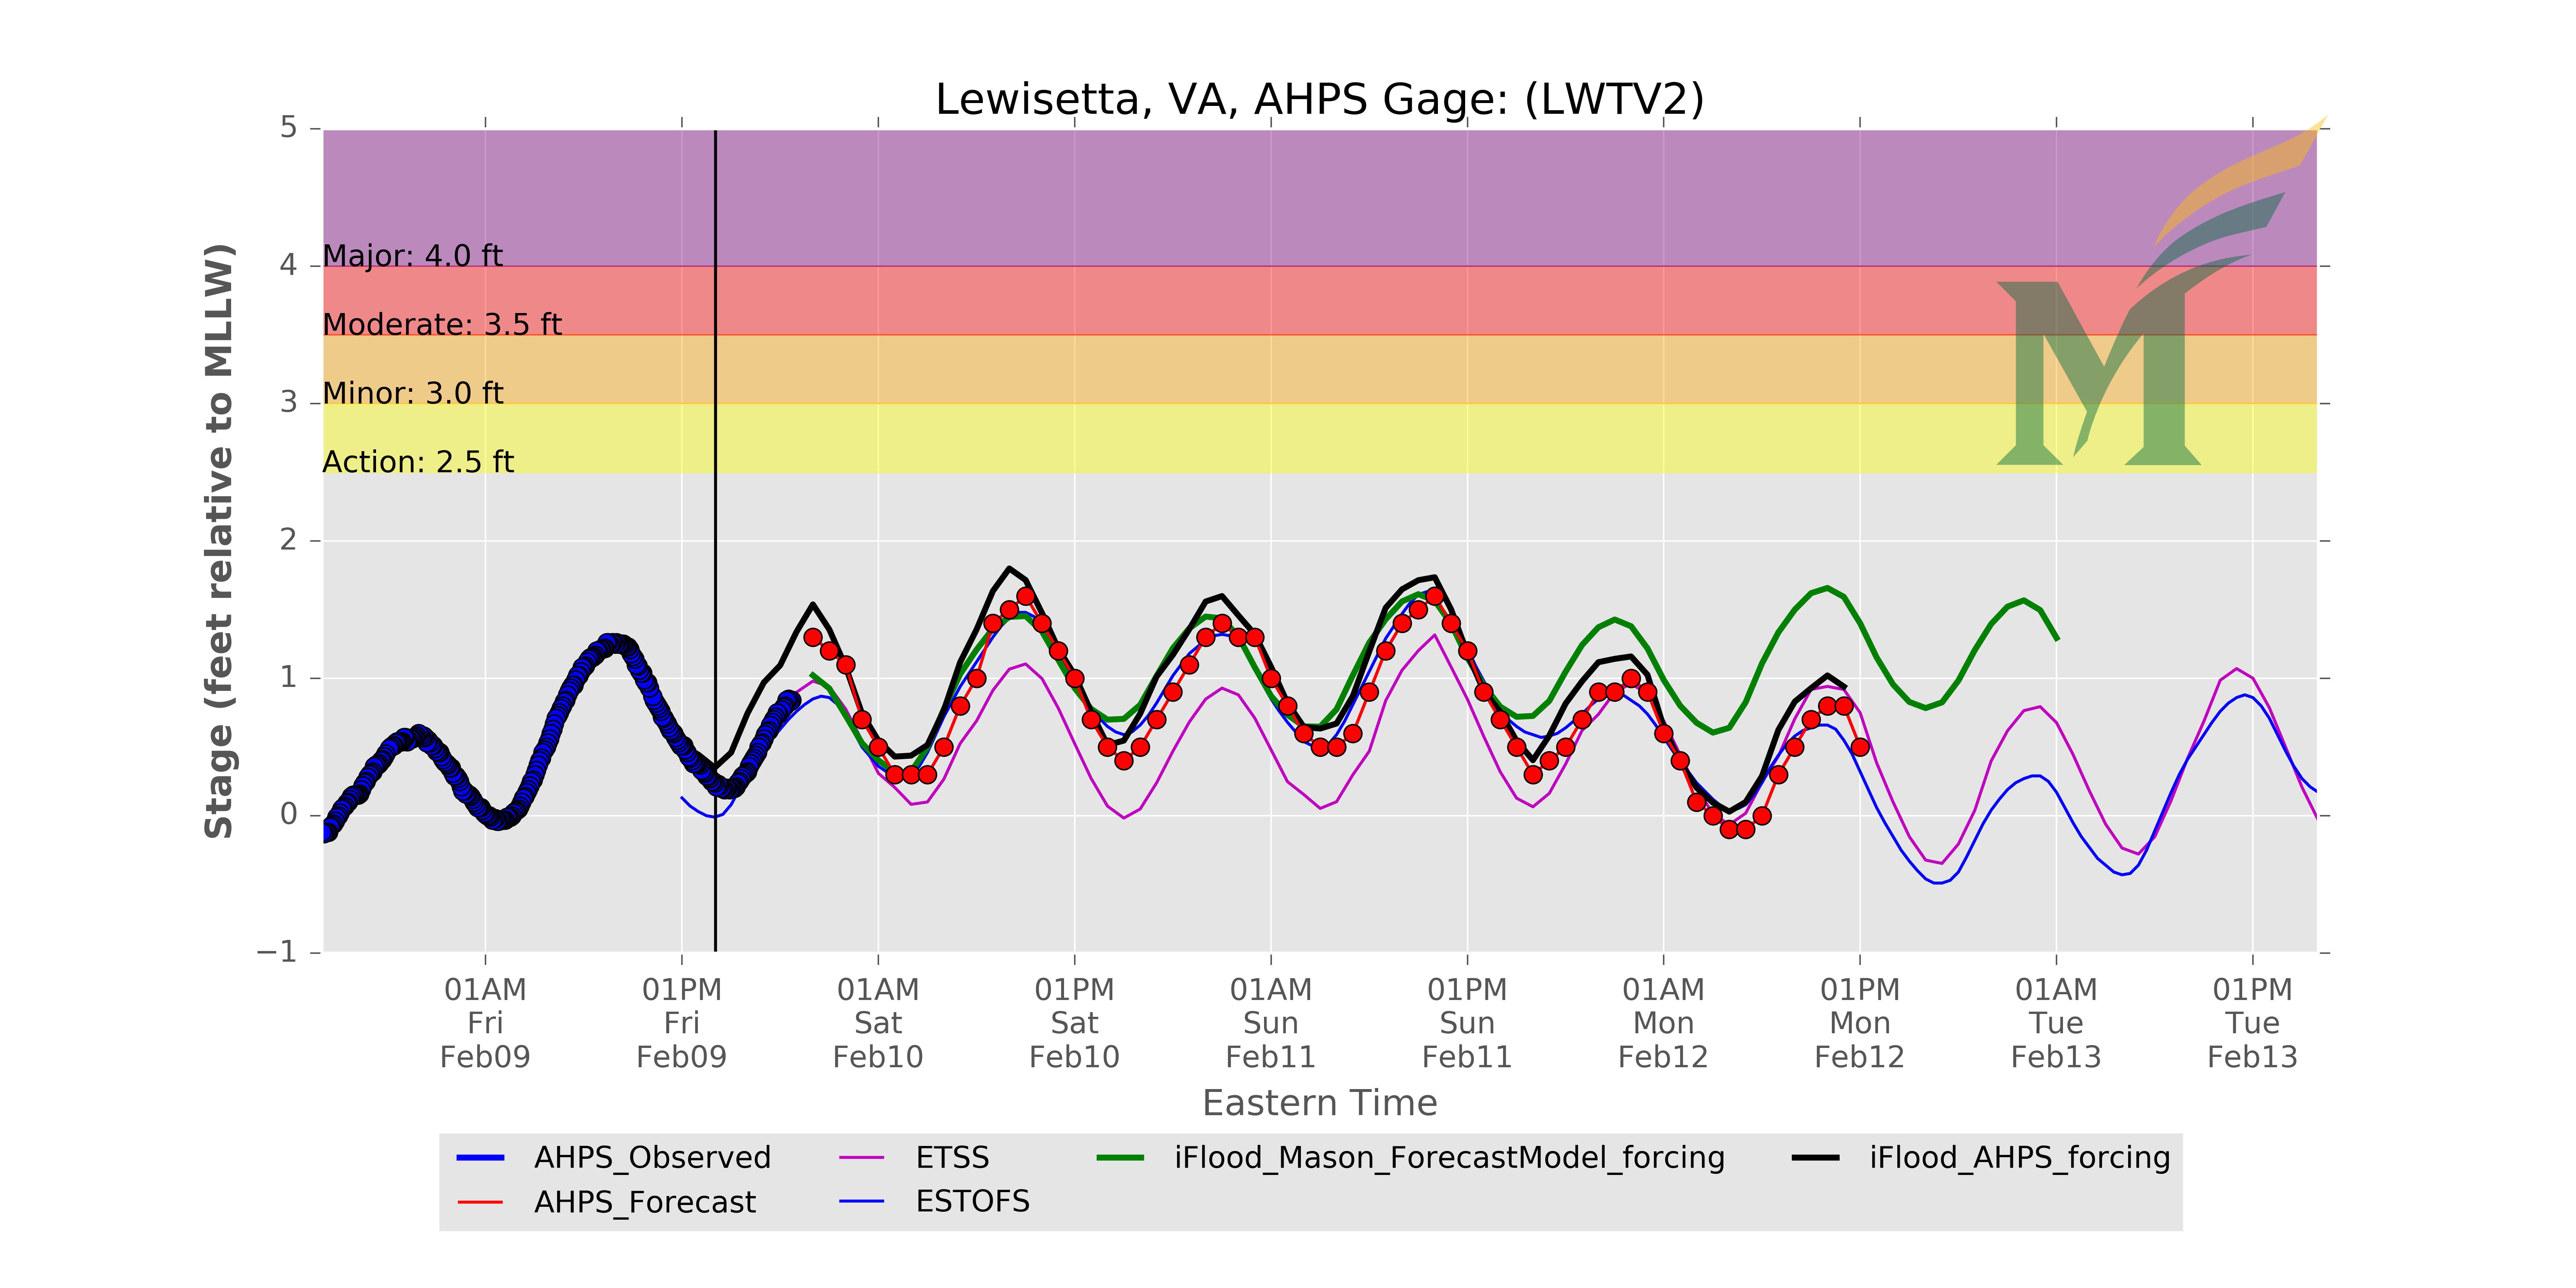 Lewisetta, VA, AHPS Gage: (LWTV2)
Stage (feet relative to MLLW)
5
4
3
2
1
0
−1
Major: 4.0 ft
Moderate: 3.5 ft
Minor: 3.0 ft
Action: 2.5 ft
M
01AM 01PM 01AM 01PM 01AM 01PM 01AM 01PM 01AM 01PM
Fri Fri Sat Sat Sun Sun Mon Mon Tue Tue
Feb09 Feb09 Feb10 Feb10 Feb11 Feb11 Feb12 Feb12 Feb13 Feb13
Eastern Time
AHPS_Observed ETSS iFlood_Mason_ForecastModel_forcing iFlood_AHPS_forcing
AHPS_Forecast ESTOFS